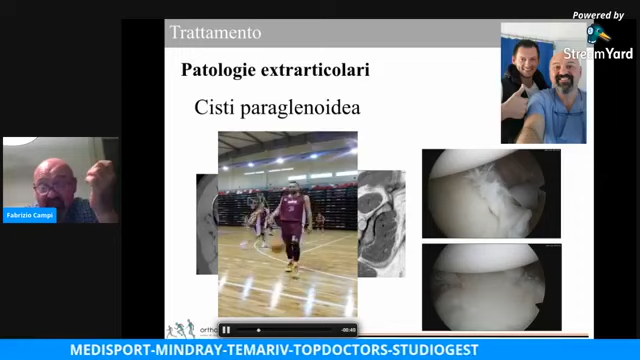 Powered by
StreamYard
Trattamento
Patologie extrarticolari
Cisti paraglenoidea
Fabrizio Campi
-00:40
MEDISPORT-MINDRAY-TEMARIV-TOPDOCTORS-STUDIOGEST